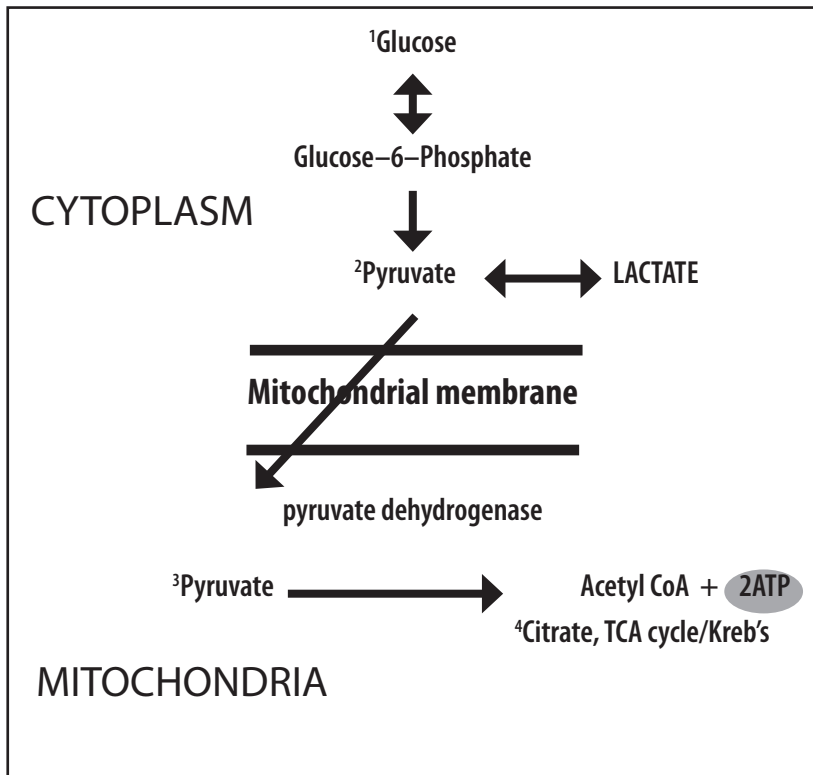 ¹Glucose
Glucose–6–Phosphate
CYTOPLASM
²Pyruvate
LACTATE
Mitochondrial membrane
pyruvate dehydrogenase
³Pyruvate
Acetyl CoA + 2ATP
⁴Citrate, TCA cycle/Kreb's
MITOCHONDRIA